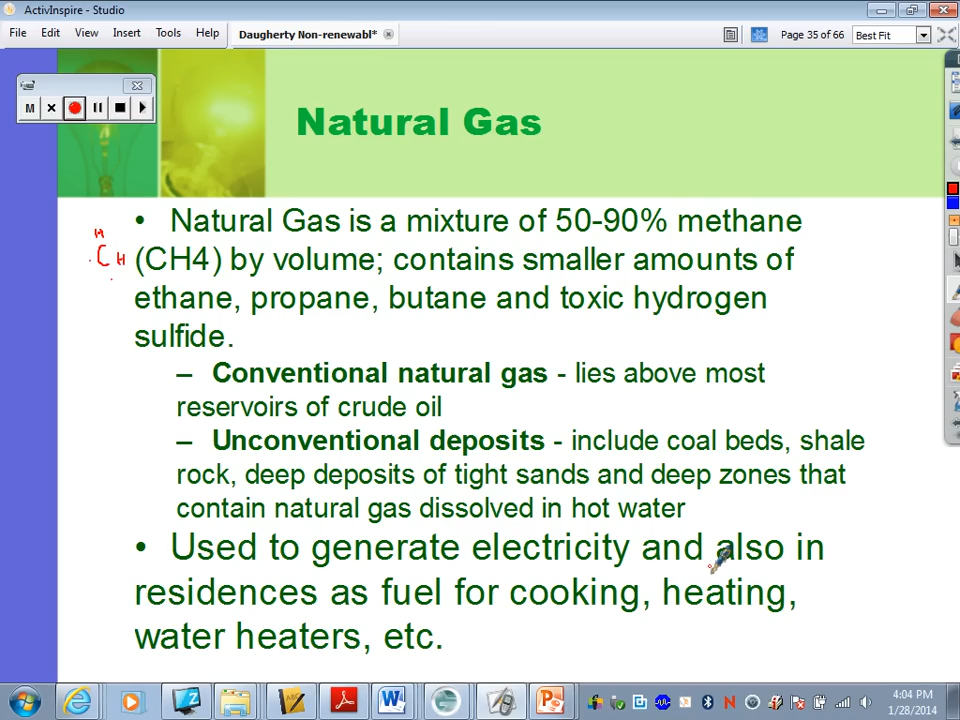 ActivInspire - Studio
File Edit View Insert Tools Help Daugherty Non-renewabl* Page 35 of 66 Best Fit
M
Natural Gas
• Natural Gas is a mixture of 50-90% methane
H
C H
(CH4) by volume; contains smaller amounts of
ethane, propane, butane and toxic hydrogen
sulfide.
– Conventional natural gas - lies above most
reservoirs of crude oil
– Unconventional deposits - include coal beds, shale
rock, deep deposits of tight sands and deep zones that
contain natural gas dissolved in hot water
• Used to generate electricity and also in
residences as fuel for cooking, heating,
water heaters, etc.
4:04 PM
1/28/2014